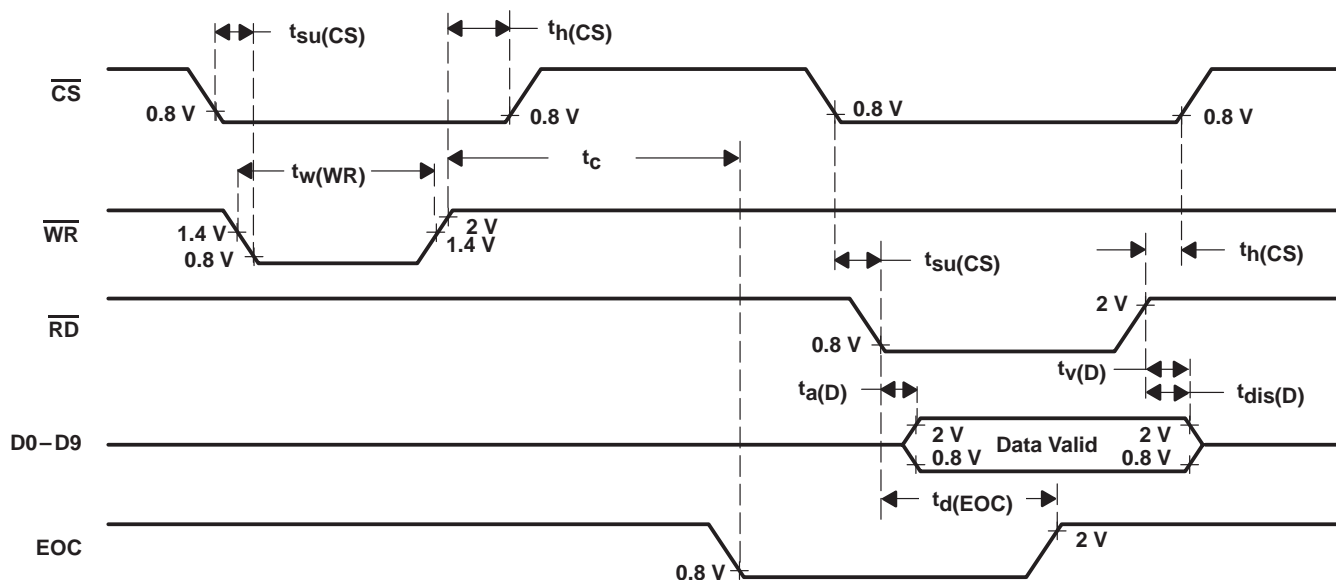 tsu(CS)
th(CS)
CS
0.8 V
0.8 V
0.8 V
0.8 V
tw(WR)
tc
WR
1.4 V
0.8 V
2 V
1.4 V
tsu(CS)
th(CS)
RD
0.8 V
2 V
ta(D)
tv(D)
tdis(D)
D0–D9
2 V
0.8 V
Data Valid
2 V
0.8 V
td(EOC)
EOC
0.8 V
2 V